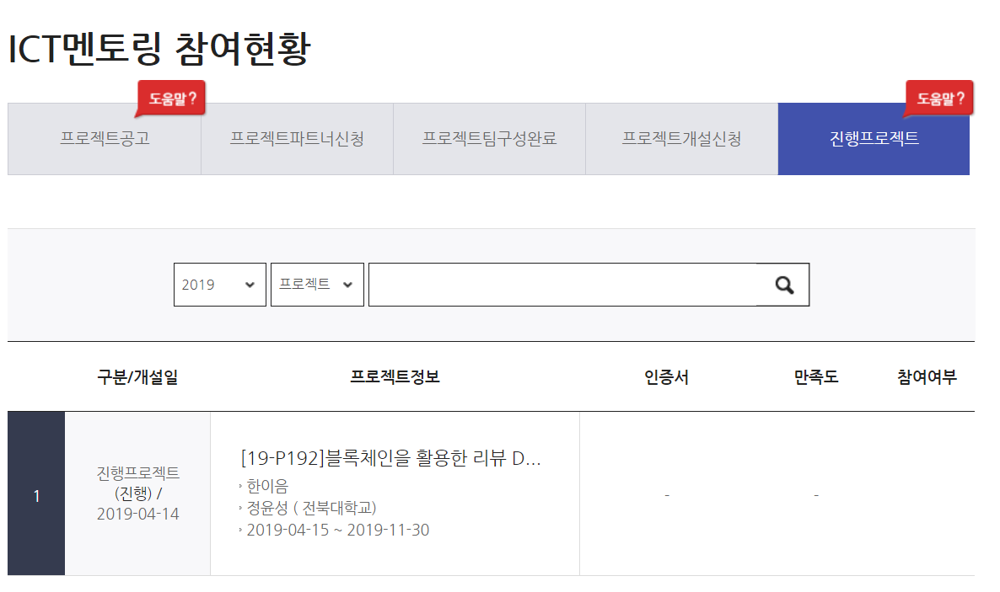 ICT멘토링 참여현황
도움말?
도움말?
프로젝트공고
프로젝트파트너신청
프로젝트팀구성완료
프로젝트개설신청
진행프로젝트
2019
프로젝트
구분/개설일
프로젝트정보
인증서
만족도
참여여부
1
진행프로젝트
(진행) /
2019-04-14
[19-P192]블록체인을 활용한 리뷰 D...
한이음
정윤성 ( 전북대학교)
2019-04-15 ~ 2019-11-30
-
-